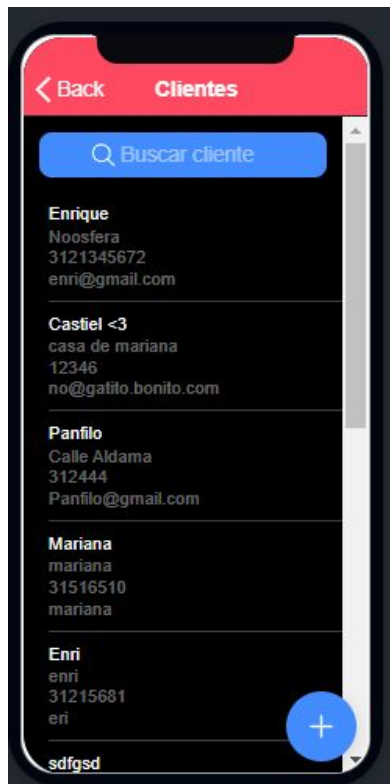 Back Clientes
Buscar cliente
Enrique
Noosfera
3121345672
enri@gmail.com
Castiel <3
casa de mariana
12346
no@gatito.bonito.com
Panfilo
Calle Aldama
312444
Panfilo@gmail.com
Mariana
mariana
31516510
mariana
Enri
enri
31215681
eri
sdfgsd